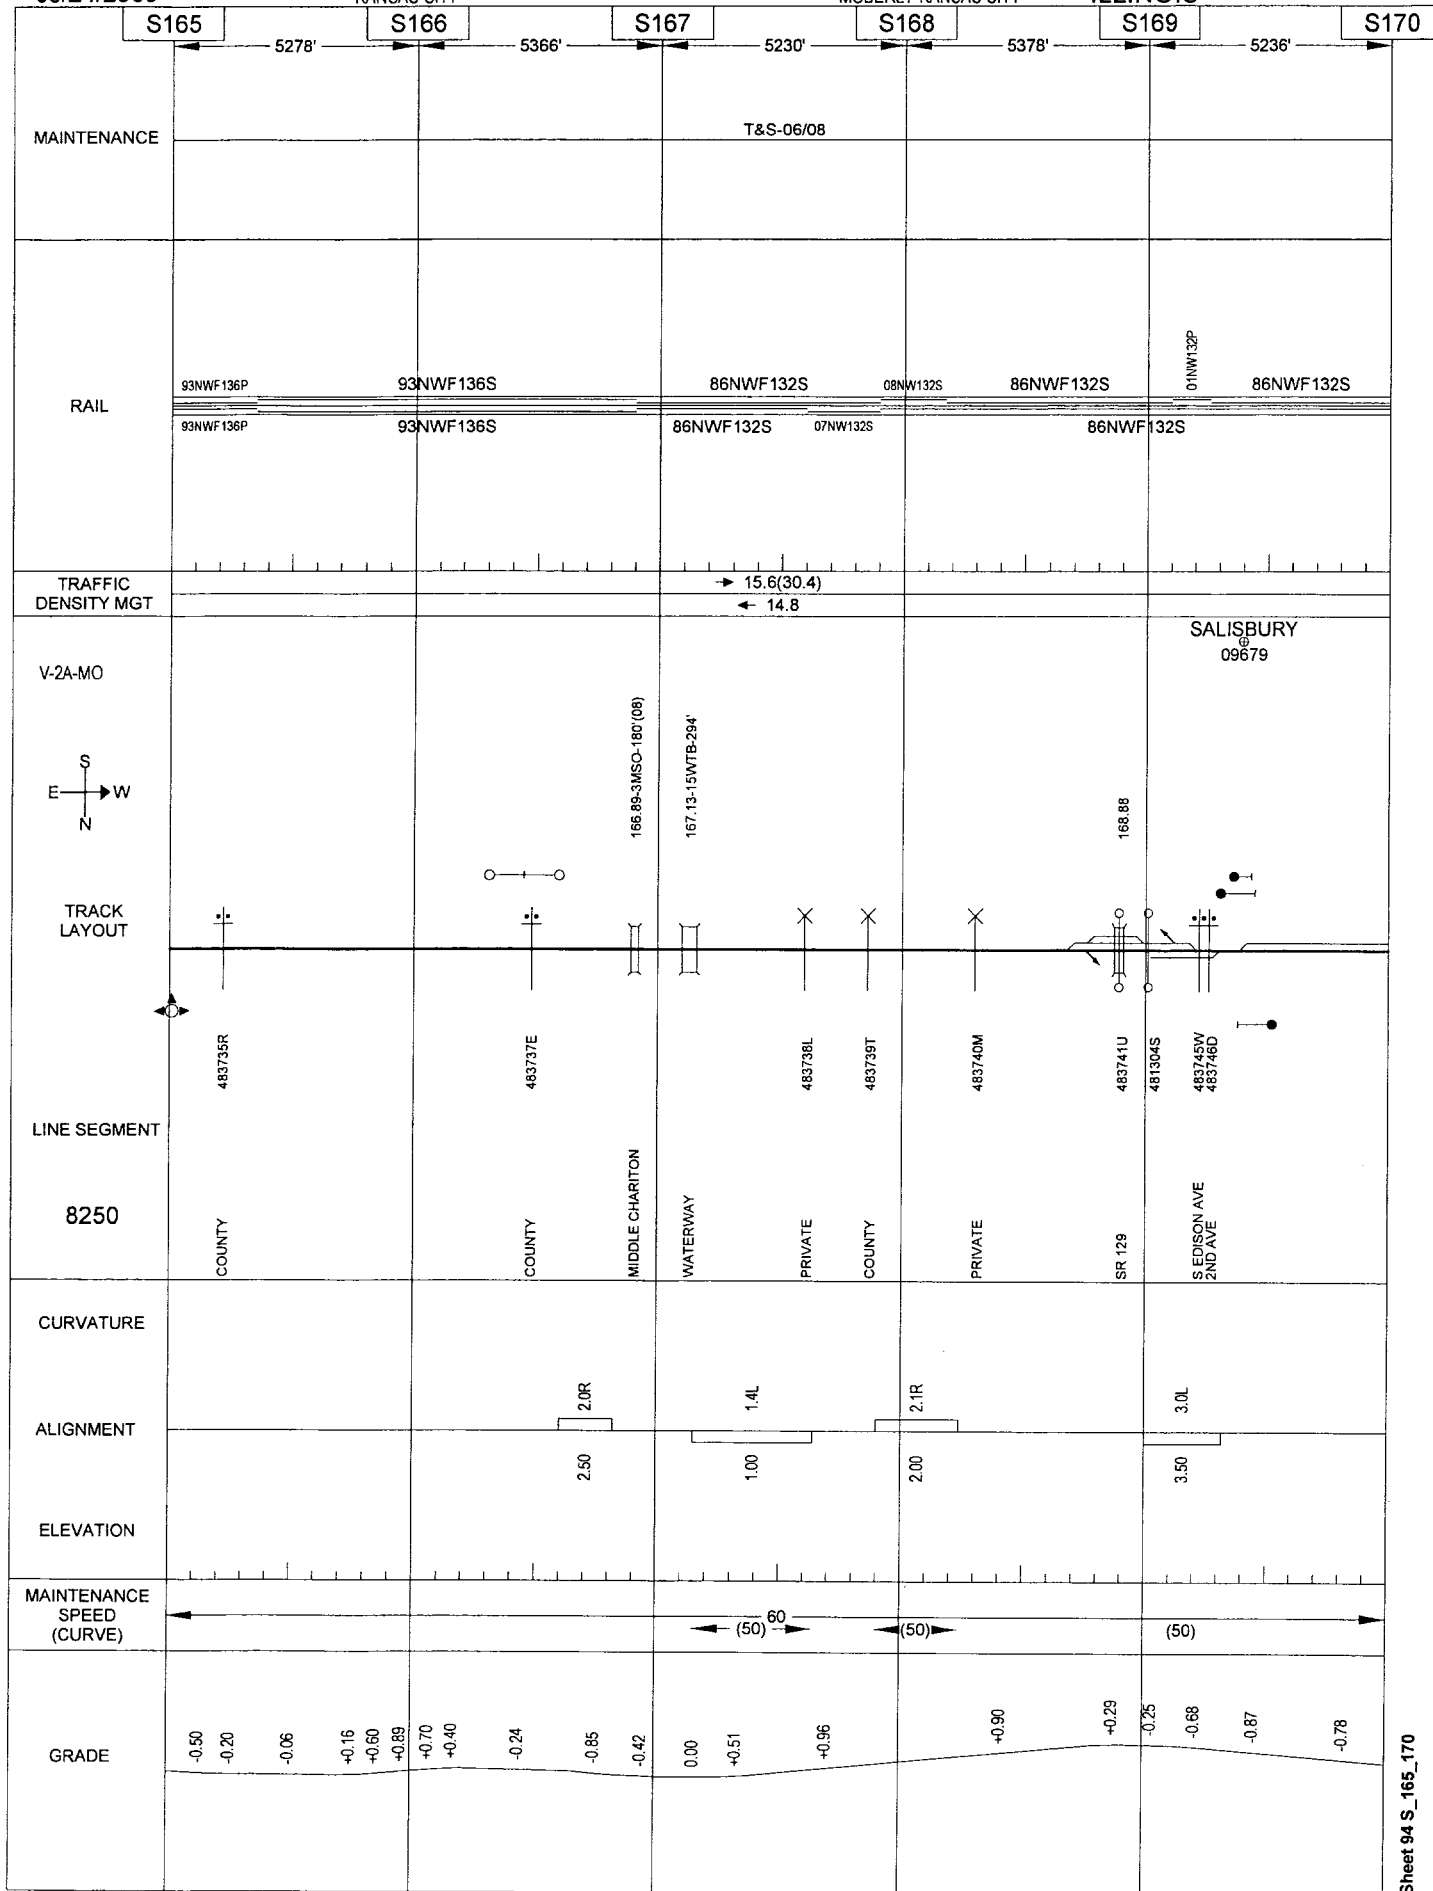 KANSAS CITY
ILLINOIS
S165 S166 S167 S168 S169 S170
5278' 5366' 5230' 5378' 5236'
MAINTENANCE
T&S-06/08
RAIL
93NWF136P 93NWF136S 86NWF132S 08NW132S 86NWF132S 01NW132P 86NWF132S
93NWF136P 93NWF136S 86NWF132S 07NW132S 86NWF132S
TRAFFIC
DENSITY MGT
15.6(30.4)
14.8
SALISBURY
09679
V-2A-MO
S
E W
N
166.89-3MSO-180'(08)
167.13-15WTB-294'
168.88
TRACK
LAYOUT
483735R
483737E
483738L
483739T
483740M
483741U
481304S
483745W
483746D
LINE SEGMENT
8250
COUNTY
COUNTY
MIDDLE CHARITON
WATERWAY
PRIVATE
COUNTY
PRIVATE
SR 129
S EDISON AVE
2ND AVE
CURVATURE
2.0R 1.4L 2.1R 3.0L
ALIGNMENT
2.50 1.00 2.00 3.50
ELEVATION
MAINTENANCE
SPEED
(CURVE)
60
(50) (50) (50)
GRADE
-0.50 -0.20 -0.06 +0.16 +0.60 +0.89 +0.70 +0.40 -0.24 -0.85 -0.42 0.00 +0.51 +0.96 +0.90 +0.29 -0.25 -0.68 -0.87 -0.78
Sheet 94 S_165_170